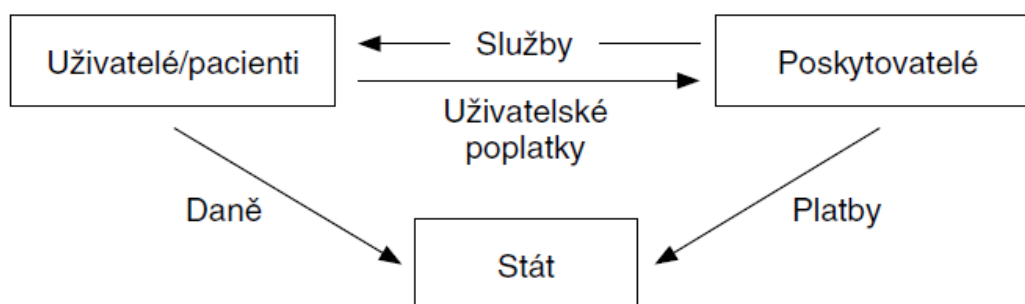 Služby
Uživatelé/pacienti
Poskytovatelé
Uživatelské
poplatky
Daně
Platby
Stát